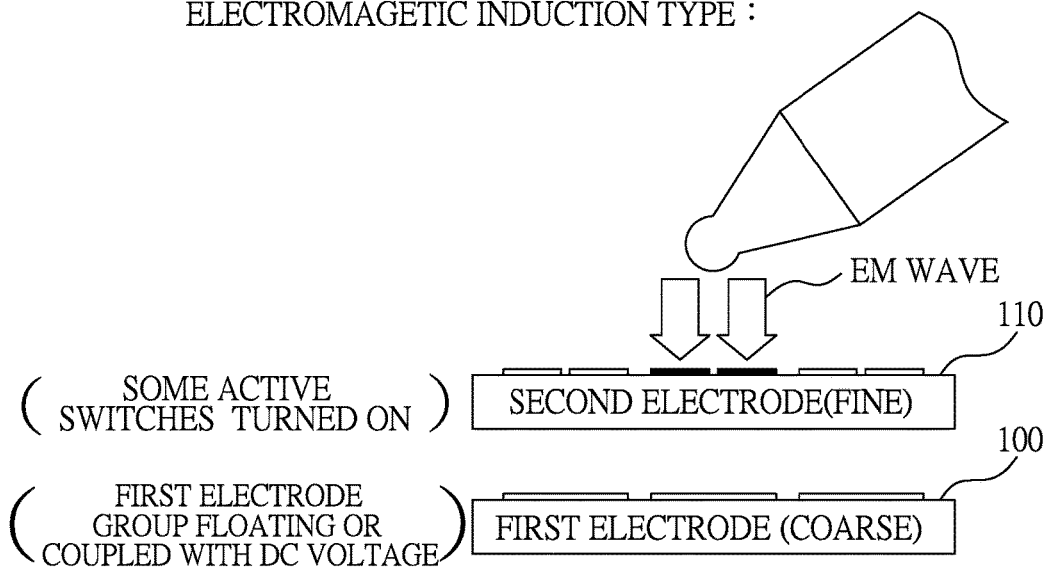 ELECTROMAGETIC INDUCTION TYPE :
EM WAVE
110
( SOME ACTIVE
SWITCHES TURNED ON )
SECOND ELECTRODE(FINE)
100
( FIRST ELECTRODE
GROUP FLOATING OR
COUPLED WITH DC VOLTAGE )
FIRST ELECTRODE (COARSE)